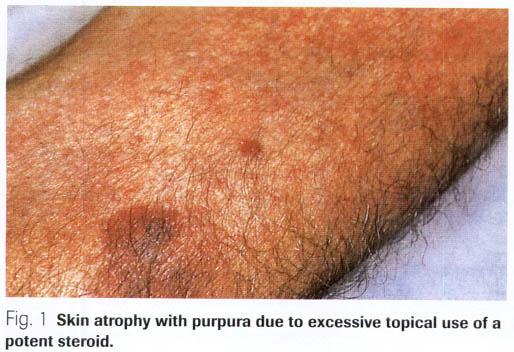 Fig. 1 Skin atrophy with purpura due to excessive topical use of a
potent steroid.